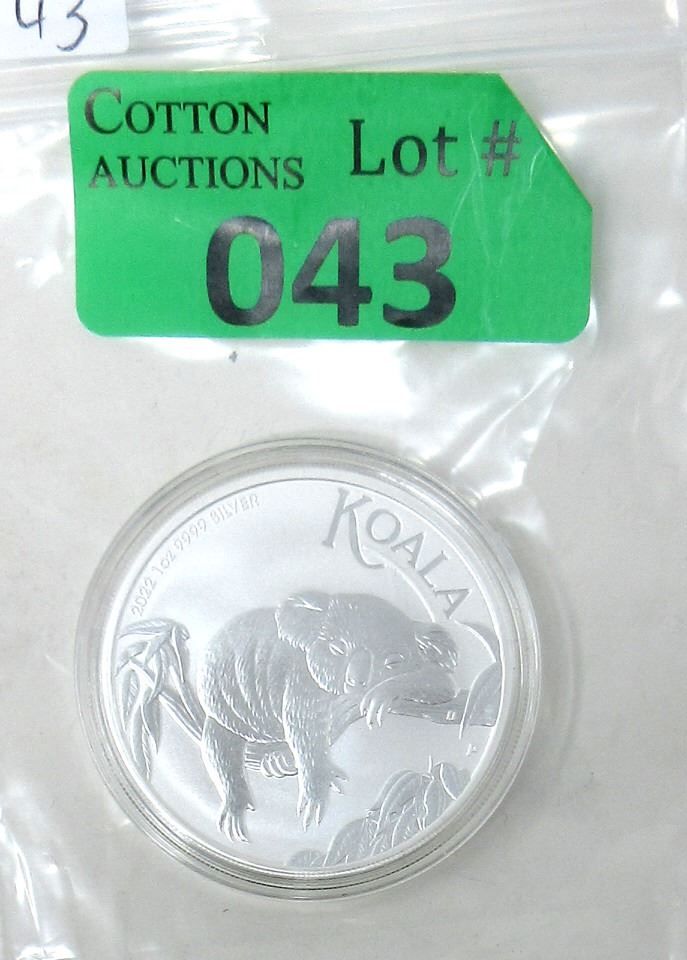 43
COTTON AUCTIONS
Lot #
043
2022 1oz 9999 SILVER
KOALA